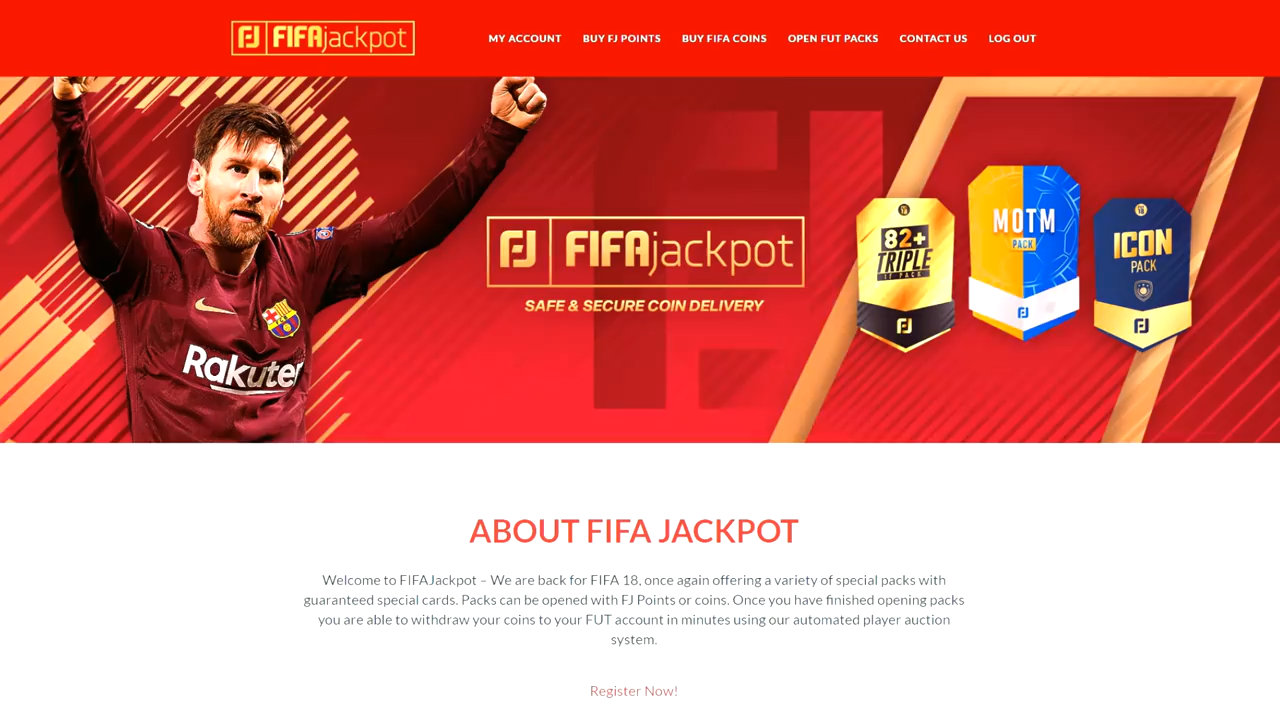 FJ FIFAjackpot
MY ACCOUNT BUY FJ POINTS BUY FIFA COINS OPEN FUT PACKS CONTACT US LOG OUT
FJ FIFAjackpot
SAFE & SECURE COIN DELIVERY
Rakuten
82+
TRIPLE
IF PACK
FJ
MOTM
PACK
FJ
ICON
PACK
FJ
ABOUT FIFA JACKPOT
Welcome to FIFAJackpot – We are back for FIFA 18, once again offering a variety of special packs with
guaranteed special cards. Packs can be opened with FJ Points or coins. Once you have finished opening packs
you are able to withdraw your coins to your FUT account in minutes using our automated player auction
system.
Register Now!